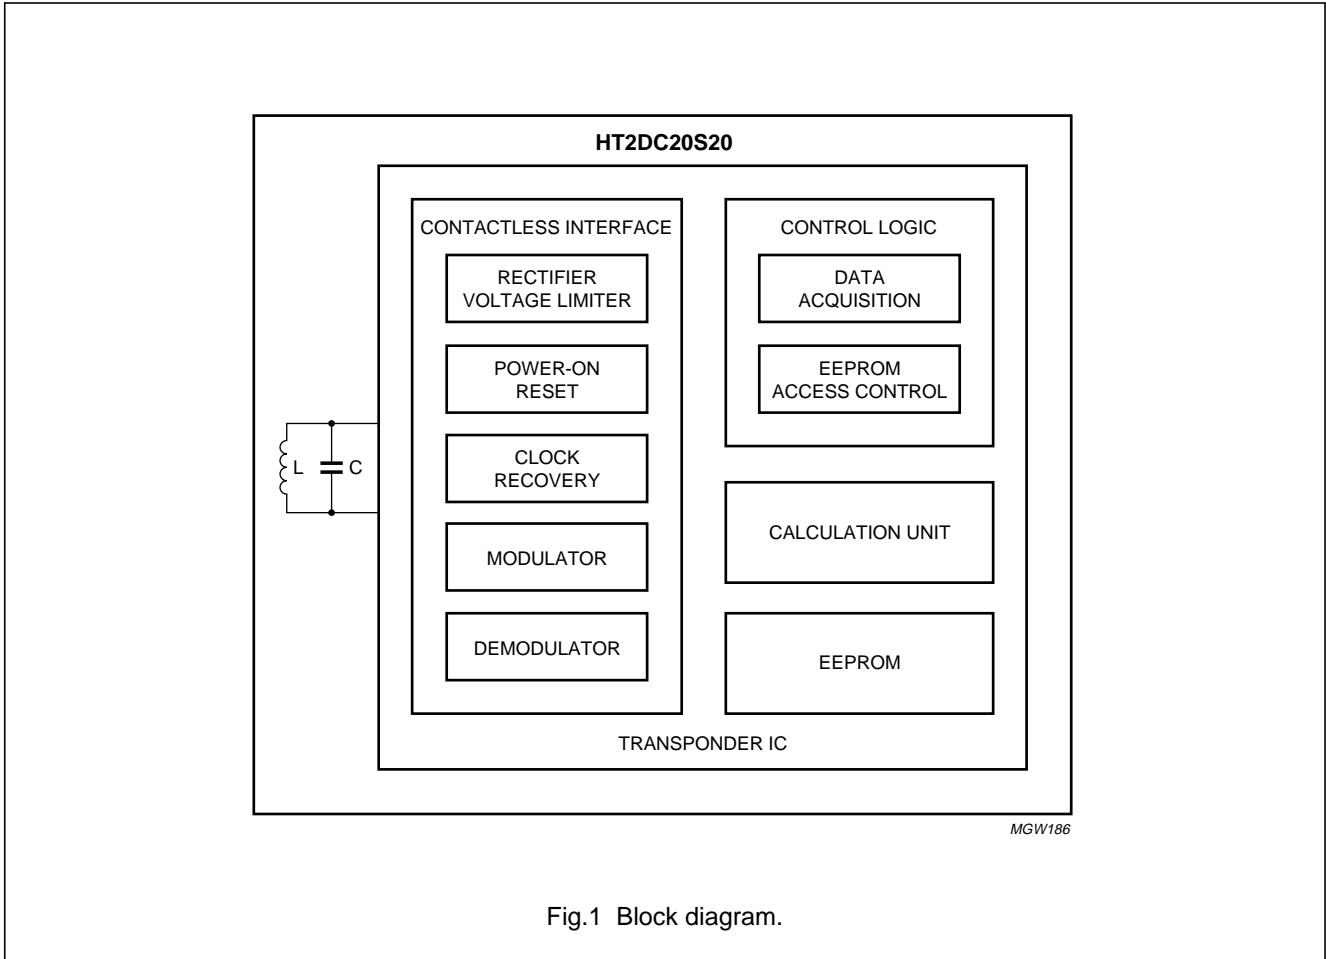 HT2DC20S20
CONTACTLESS INTERFACE
RECTIFIER
VOLTAGE LIMITER
POWER-ON
RESET
CLOCK
RECOVERY
MODULATOR
DEMODULATOR
CONTROL LOGIC
DATA
ACQUISITION
EEPROM
ACCESS CONTROL
CALCULATION UNIT
EEPROM
L
C
TRANSPONDER IC
MGW186
Fig.1 Block diagram.